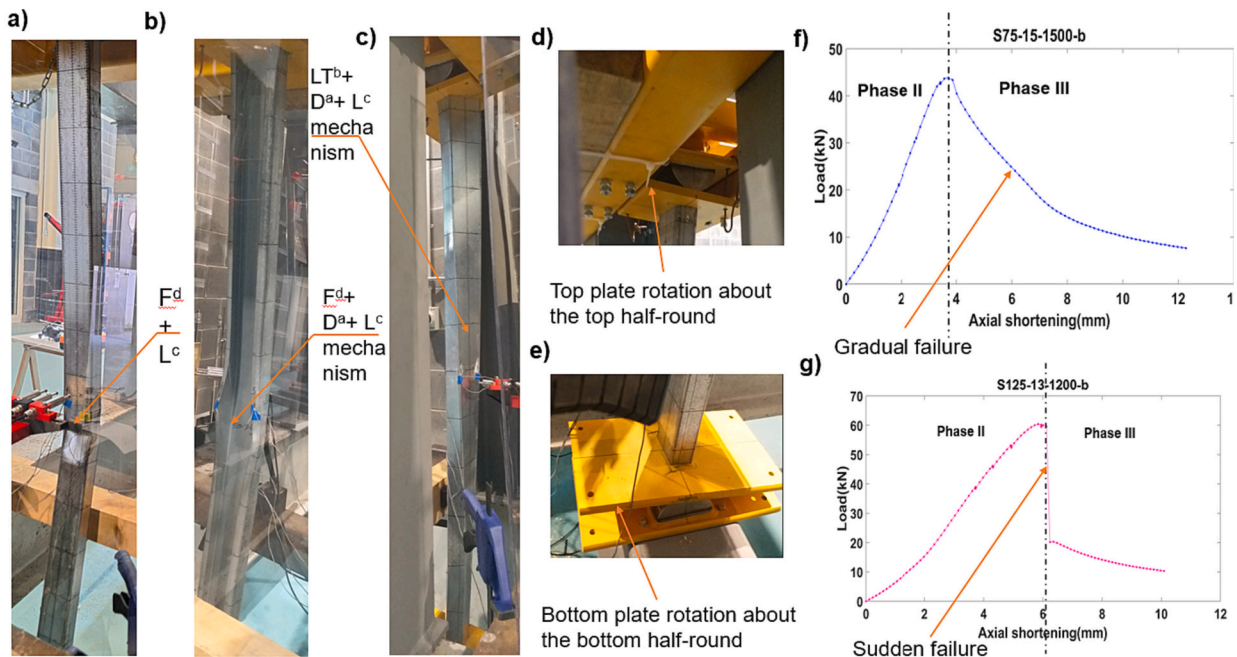 a)
F^d
+
L^c
b)
LT^b+
D^a+ L^c
mecha
nism
F^d+
D^a+ L^c
mecha
nism
c)
d)
Top plate rotation about
the top half-round
e)
Bottom plate rotation about
the bottom half-round
f)
S75-15-1500-b
50
40
30
20
10
0
Load(kN)
Phase II
Phase III
0 2 4 6 8 10 12 14
Axial shortening(mm)
Gradual failure
g)
S125-13-1200-b
70
60
50
40
30
20
10
0
Load(kN)
Phase II
Phase III
0 2 4 6 8 10 12
Axial shortening(mm)
Sudden failure